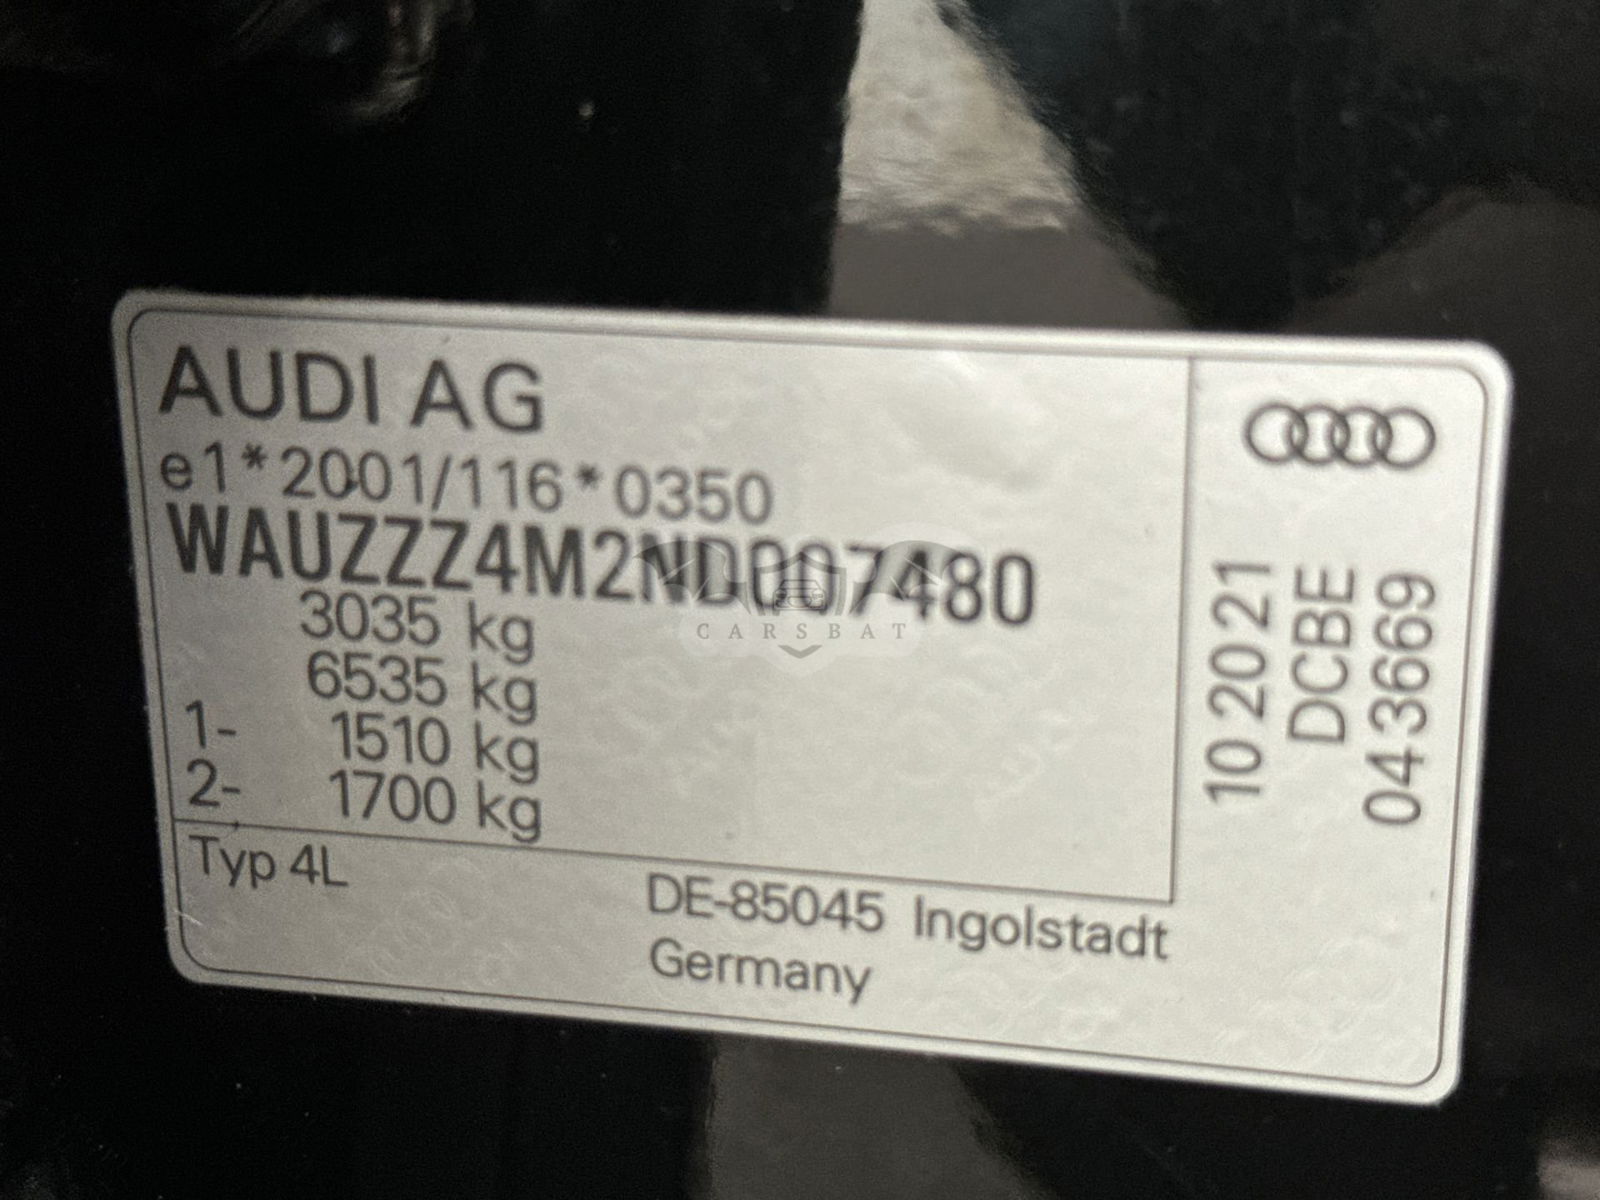 AUDI AG
e1*2001/116*0350
WAUZZZ4M2ND007480
3035 kg
6535 kg
1- 1510 kg
2- 1700 kg
Typ 4L
DE-85045 Ingolstadt
Germany
10 2021
DCBE
043669
CARSBAT